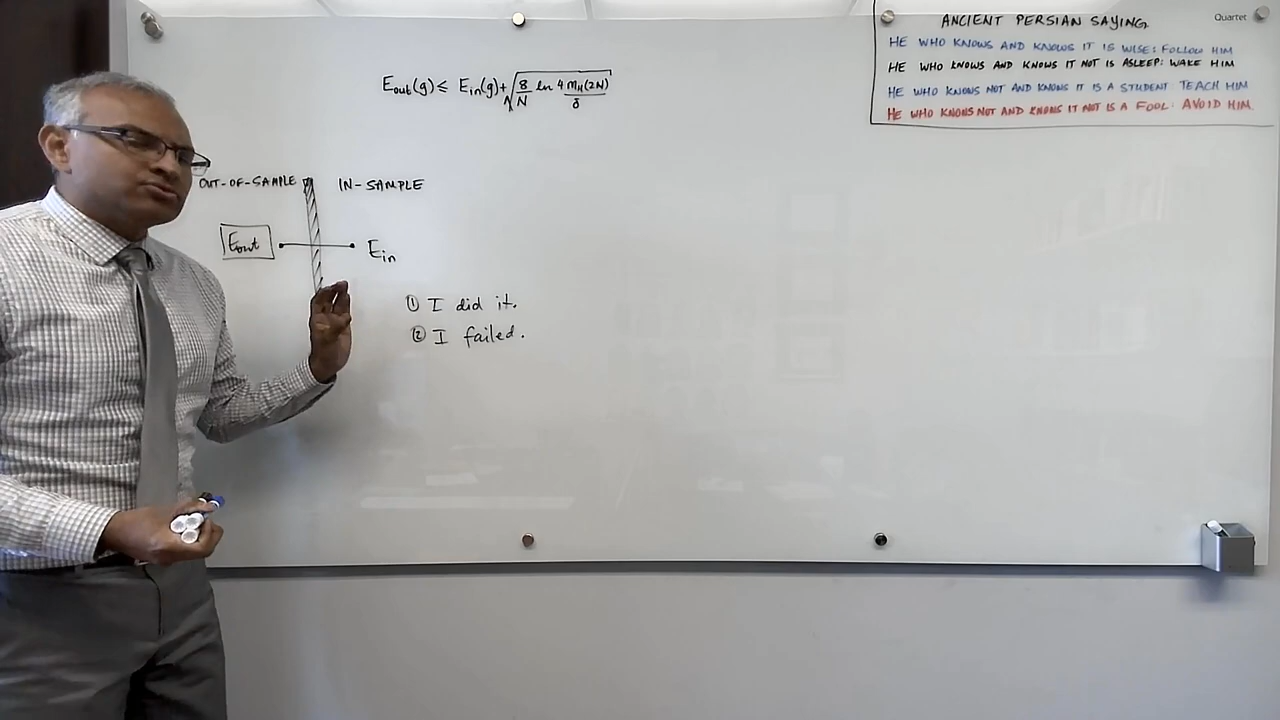 ANCIENT PERSIAN SAYING.
Quartet
HE WHO KNOWS AND KNOWS IT IS WISE: FOLLOW HIM
HE WHO KNOWS AND KNOWS IT NOT IS ASLEEP: WAKE HIM
HE WHO KNOWS NOT AND KNOWS IT IS A STUDENT: TEACH HIM
HE WHO KNOWS NOT AND KNOWS IT NOT IS A FOOL: AVOID HIM.
Eout(g) ≤ Ein(g) + √(8/N ln 4 mH(2N)/δ)
OUT-OF-SAMPLE IN-SAMPLE
Eout Ein
① I did it.
② I failed.